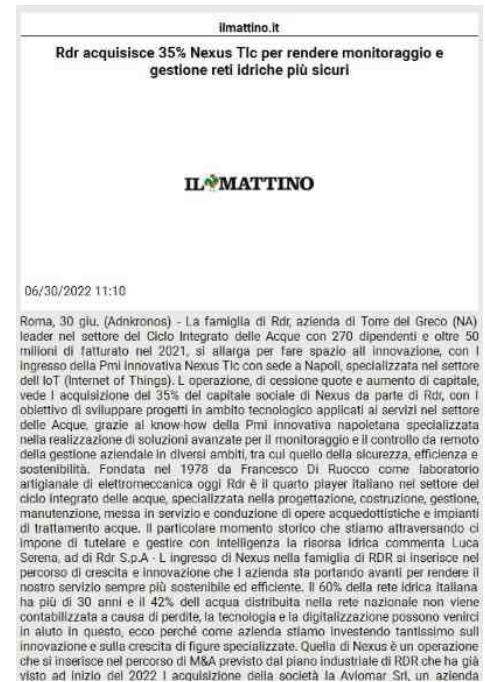 ilmattino.it
Rdr acquisisce 35% Nexus Tlc per rendere monitoraggio e
gestione reti idriche più sicuri
IL MATTINO
06/30/2022 11:10
Roma, 30 giu. (Adnkronos) - La famiglia di Rdr, azienda di Torre del Greco (NA)
leader nel settore del Ciclo Integrato delle Acque con 270 dipendenti e oltre 50
milioni di fatturato nel 2021, si allarga per fare spazio all innovazione, con l
ingresso della Pmi innovativa Nexus Tlc con sede a Napoli, specializzata nel settore
dell IoT (Internet of Things). L operazione, di cessione quote e aumento di capitale,
vede l acquisizione del 35% del capitale sociale di Nexus da parte di Rdr, con l
obiettivo di sviluppare progetti in ambito tecnologico applicati ai servizi nel settore
delle Acque, grazie al know-how della Pmi innovativa napoletana specializzata
nella realizzazione di soluzioni avanzate per il monitoraggio e il controllo da remoto
della gestione aziendale in diversi ambiti, tra cui quello della sicurezza, efficienza e
sostenibilità. Fondata nel 1978 da Francesco Di Ruocco come laboratorio
artigianale di elettromeccanica oggi Rdr è il quarto player italiano nel settore del
ciclo integrato delle acque, specializzata nella progettazione, costruzione, gestione,
manutenzione, messa in servizio e conduzione di opere acquedottistiche e impianti
di trattamento acque. Il particolare momento storico che stiamo attraversando ci
impone di tutelare e gestire con intelligenza la risorsa idrica commenta Luca
Serena, ad di Rdr S.p.A - L ingresso di Nexus nella famiglia di RDR si inserisce nel
percorso di crescita e innovazione che l azienda sta portando avanti per rendere il
nostro servizio sempre più sostenibile ed efficiente. Il 60% della rete idrica italiana
ha più di 30 anni e il 42% dell acqua distribuita nella rete nazionale non viene
contabilizzata a causa di perdite, la tecnologia e la digitalizzazione possono venirci
in aiuto in questo, ecco perché come azienda stiamo investendo tantissimo sull
innovazione e sulla crescita di figure specializzate. Quella di Nexus è un operazione
che si inserisce nel percorso di M&A previsto dal piano industriale di RDR che ha già
visto ad inizio del 2022 l acquisizione della società la Aviomar Srl, un azienda